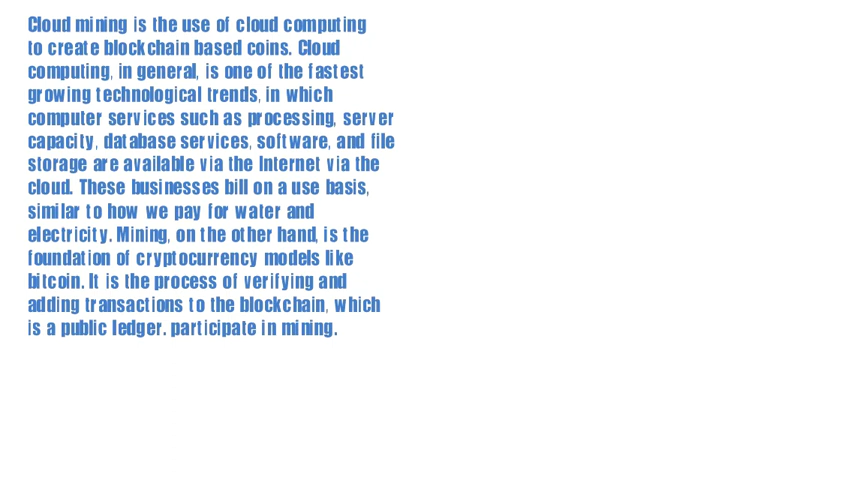 Cloud mining is the use of cloud computing
to create blockchain based coins. Cloud
computing, in general, is one of the fastest
growing technological trends, in which
computer services such as processing, server
capacity, database services, software, and file
storage are available via the Internet via the
cloud. These businesses bill on a use basis,
similar to how we pay for water and
electricity. Mining, on the other hand, is the
foundation of cryptocurrency models like
bitcoin. It is the process of verifying and
adding transactions to the blockchain, which
is a public ledger. participate in mining.